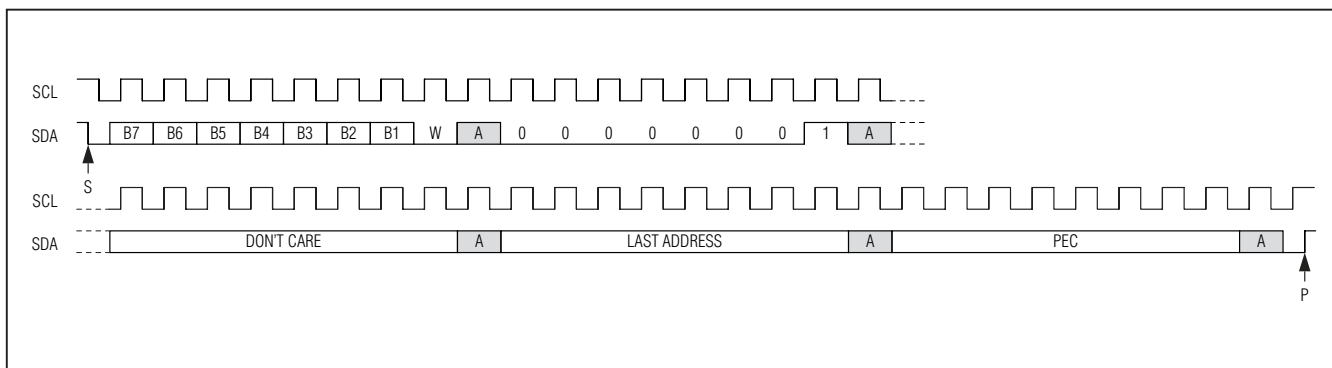 SCL
SDA B7 B6 B5 B4 B3 B2 B1 W A 0 0 0 0 0 0 0 1 A
S
SCL
SDA DON'T CARE A LAST ADDRESS A PEC A
P